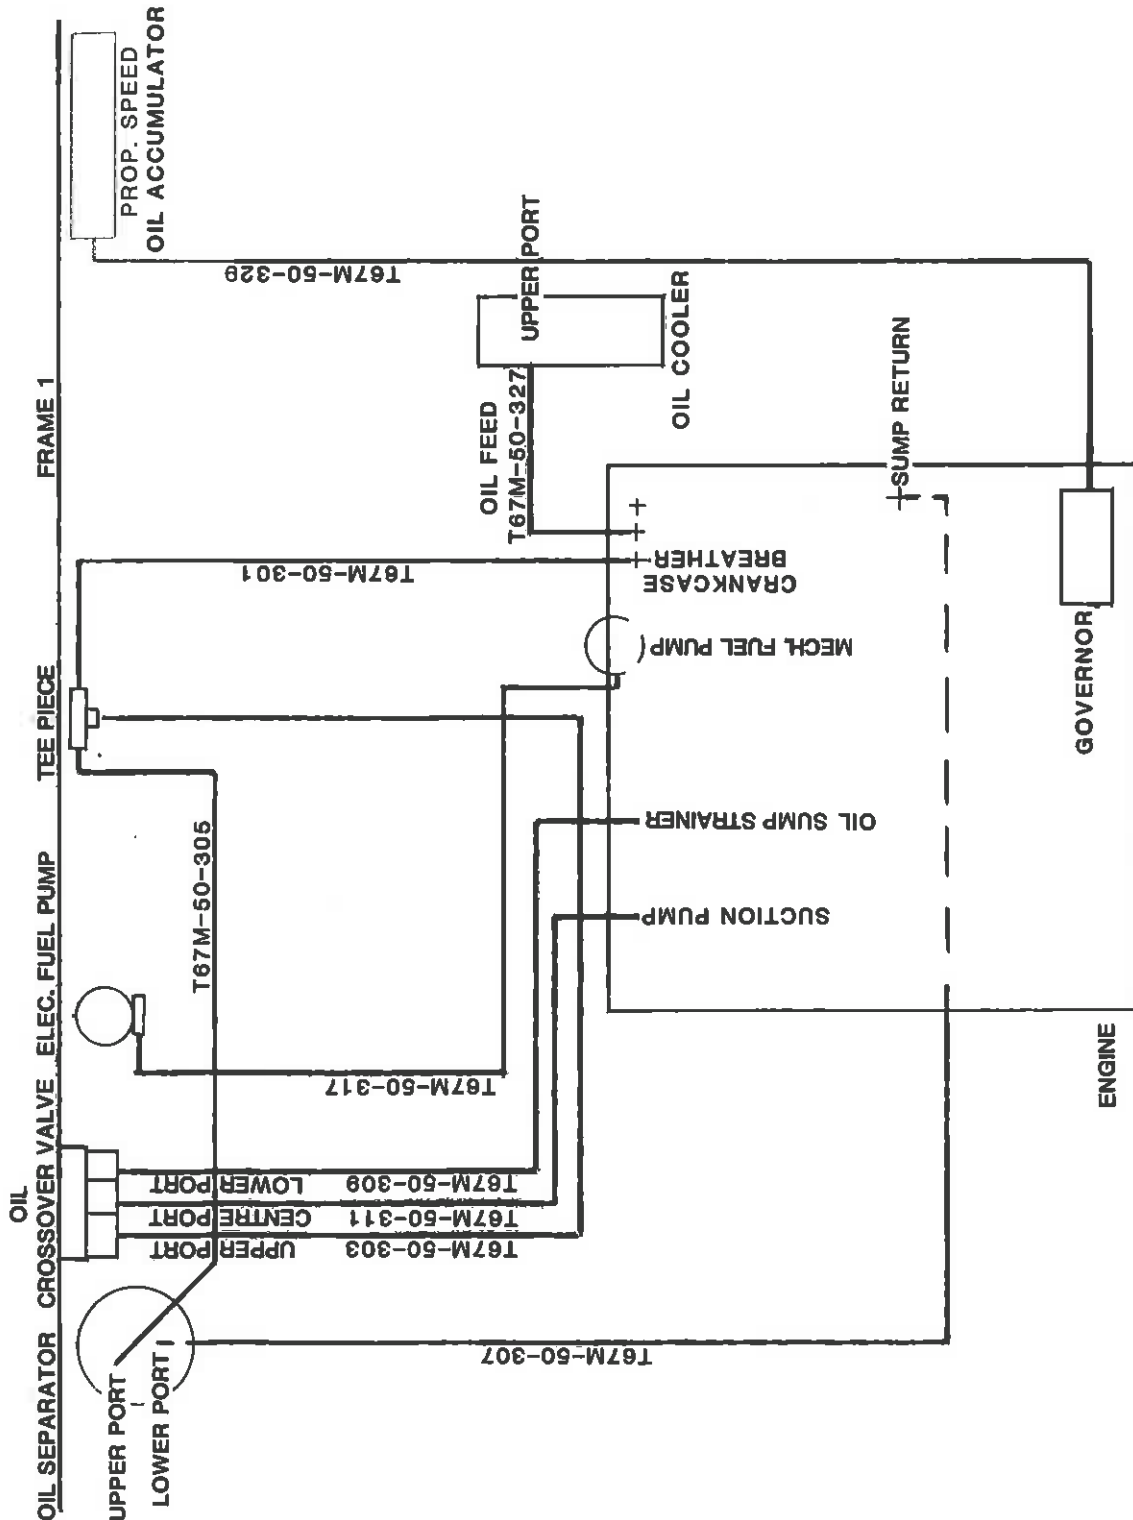 OIL SEPARATOR
OIL
CROSSOVER VALVE
ELEC. FUEL PUMP
TEE PIECE
FRAME 1
PROP. SPEED
OIL ACCUMULATOR
UPPER PORT
LOWER PORT
UPPER PORT
T67M-50-303
CENTRE PORT
T67M-50-311
LOWER PORT
T67M-50-309
T67M-50-317
T67M-50-305
T67M-50-301
T67M-50-329
T67M-50-307
OIL FEED
T67M-50-327
UPPER PORT
OIL COOLER
CRANKCASE
BREATHER
MECH. FUEL PUMP
OIL SUMP STRAINER
SUCTION PUMP
SUMP RETURN
GOVERNOR
ENGINE